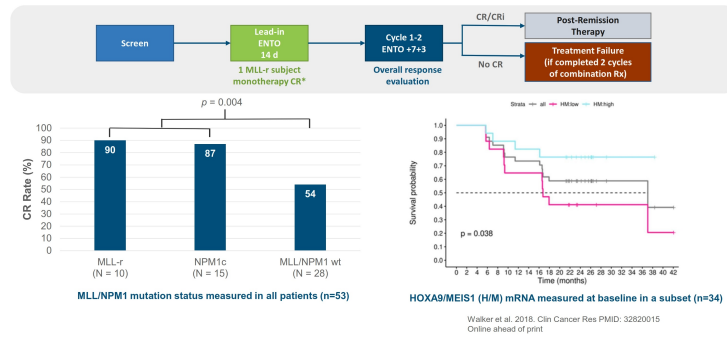 Screen
Lead-in
ENTO
14 d
1 MLL-r subject
monotherapy CR*
Cycle 1-2
ENTO +7+3
Overall response
evaluation
CR/CRi
No CR
Post-Remission
Therapy
Treatment Failure
(if completed 2 cycles
of combination Rx)
p = 0.004
CR Rate (%)
100
90
80
70
60
50
40
30
20
10
0
90
87
54
MLL-r
(N = 10)
NPM1c
(N = 15)
MLL/NPM1 wt
(N = 28)
MLL/NPM1 mutation status measured in all patients (n=53)
Strata all HM:low HM:high
Survival probability
1.0
0.9
0.8
0.7
0.6
0.5
0.4
0.3
0.2
0.1
0.0
p = 0.038
0 2 4 6 8 10 12 14 16 18 20 22 24 26 28 30 32 34 36 38 40 42
Time (months)
HOXA9/MEIS1 (H/M) mRNA measured at baseline in a subset (n=34)
Walker et al. 2018. Clin Cancer Res PMID: 32820015
Online ahead of print